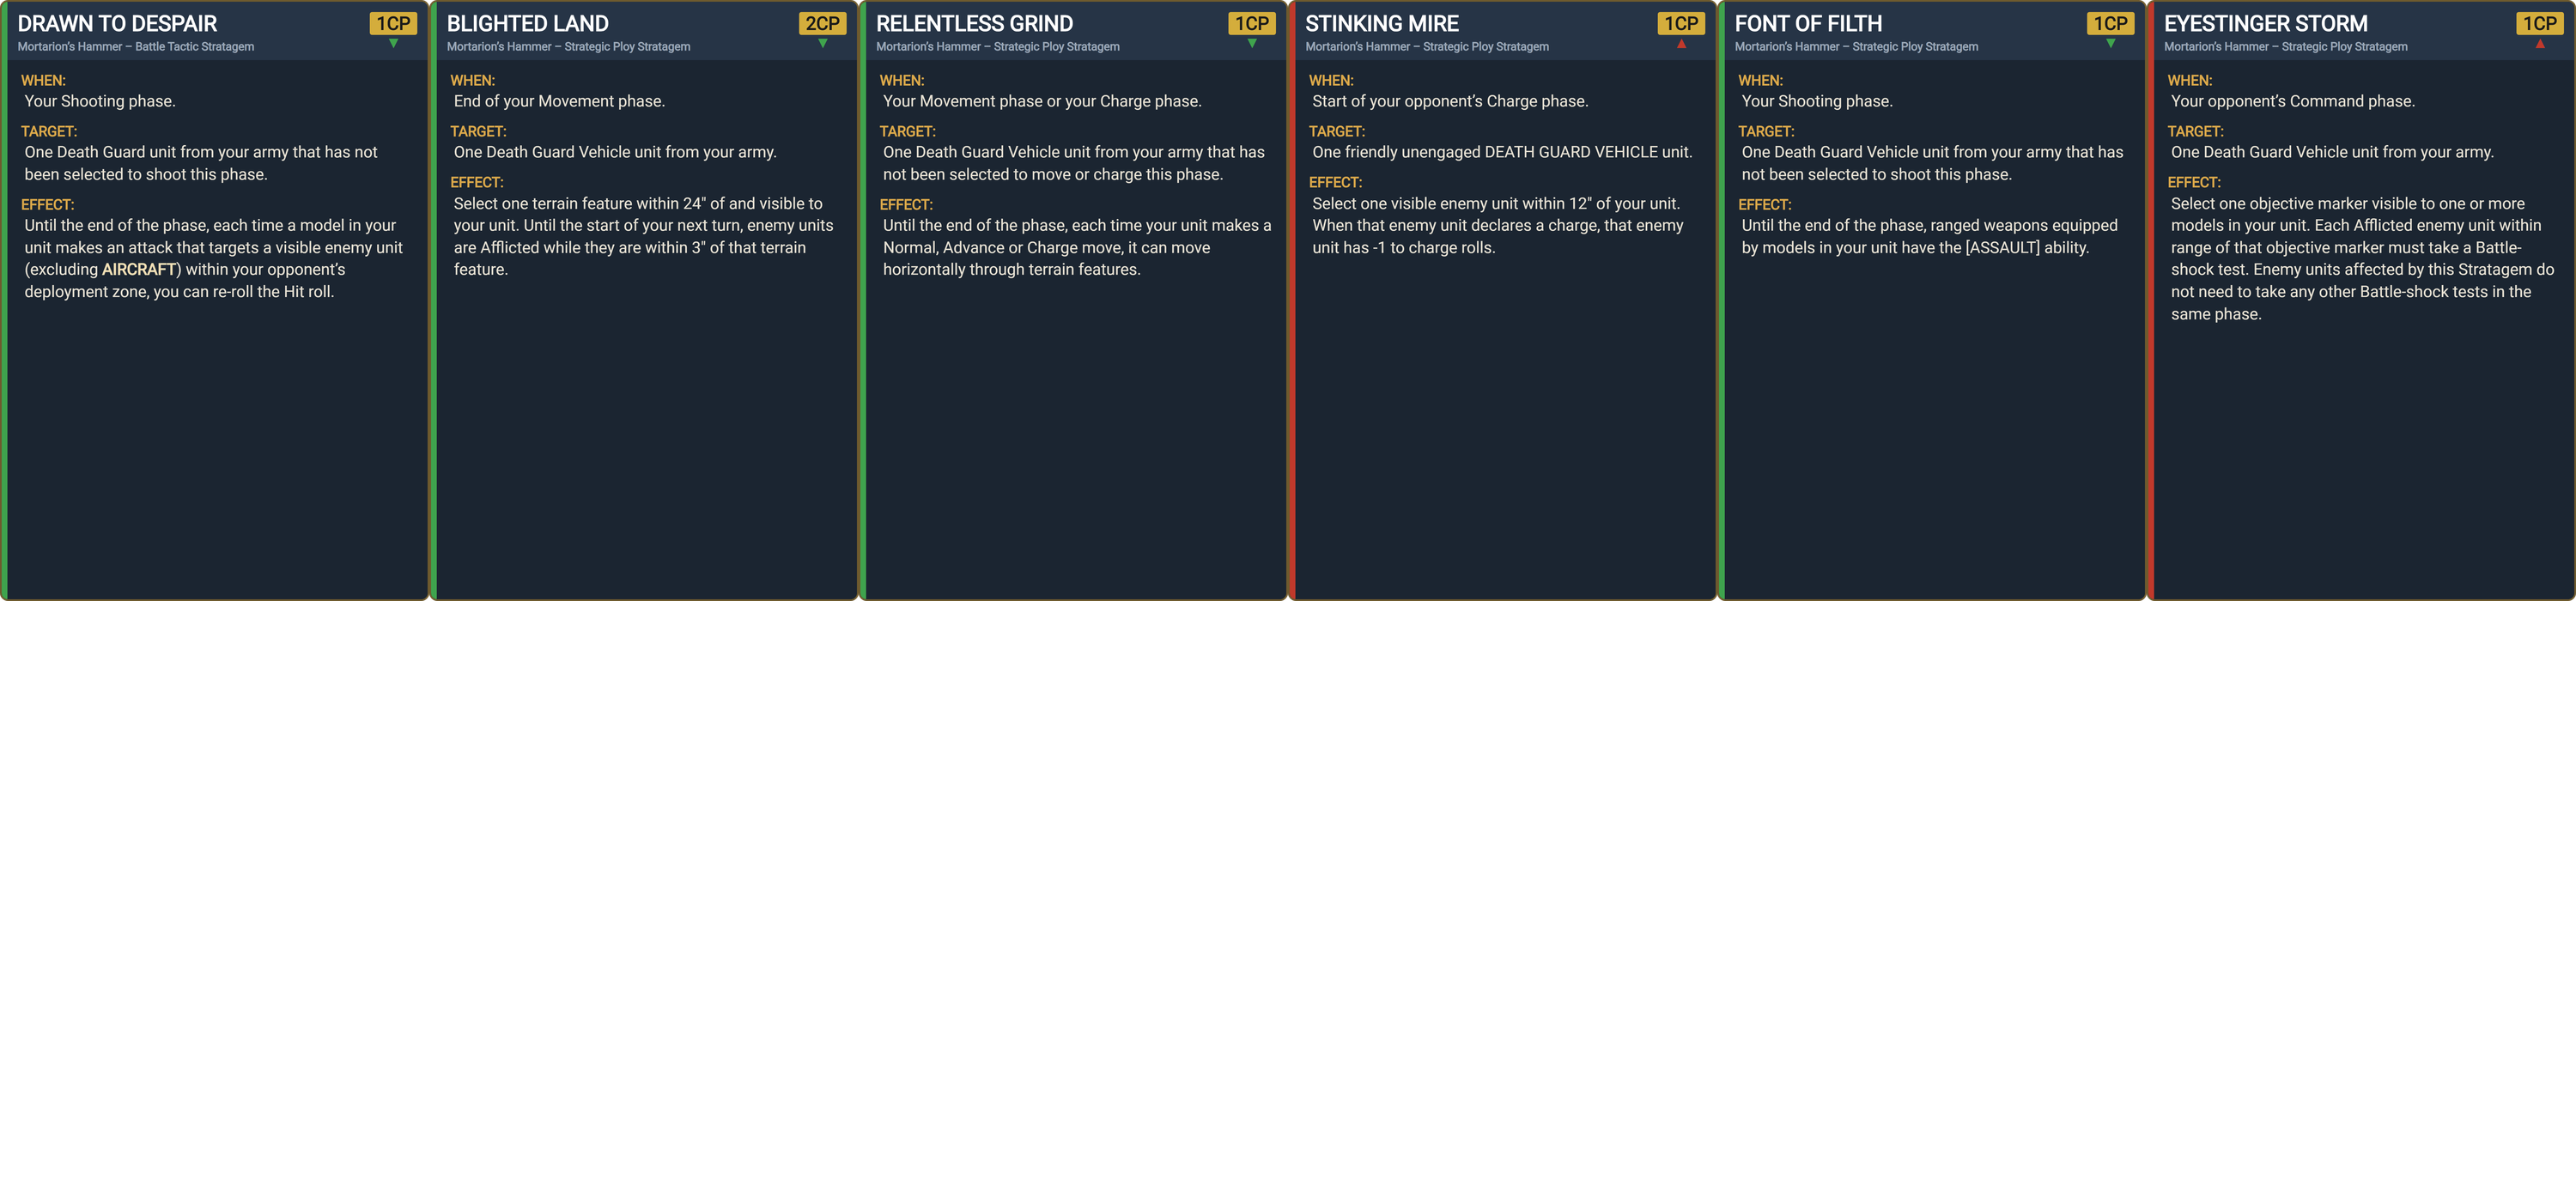 DRAWN TO DESPAIR
1CP
Mortarion’s Hammer – Battle Tactic Stratagem
WHEN:
Your Shooting phase.
TARGET:
One Death Guard unit from your army that has not
been selected to shoot this phase.
EFFECT:
Until the end of the phase, each time a model in your
unit makes an attack that targets a visible enemy unit
(excluding AIRCRAFT) within your opponent’s
deployment zone, you can re-roll the Hit roll.
BLIGHTED LAND
2CP
Mortarion’s Hammer – Strategic Ploy Stratagem
WHEN:
End of your Movement phase.
TARGET:
One Death Guard Vehicle unit from your army.
EFFECT:
Select one terrain feature within 24" of and visible to
your unit. Until the start of your next turn, enemy units
are Afflicted while they are within 3" of that terrain
feature.
RELENTLESS GRIND
1CP
Mortarion’s Hammer – Strategic Ploy Stratagem
WHEN:
Your Movement phase or your Charge phase.
TARGET:
One Death Guard Vehicle unit from your army that has
not been selected to move or charge this phase.
EFFECT:
Until the end of the phase, each time your unit makes a
Normal, Advance or Charge move, it can move
horizontally through terrain features.
STINKING MIRE
1CP
Mortarion’s Hammer – Strategic Ploy Stratagem
WHEN:
Start of your opponent’s Charge phase.
TARGET:
One friendly unengaged DEATH GUARD VEHICLE unit.
EFFECT:
Select one visible enemy unit within 12" of your unit.
When that enemy unit declares a charge, that enemy
unit has -1 to charge rolls.
FONT OF FILTH
1CP
Mortarion’s Hammer – Strategic Ploy Stratagem
WHEN:
Your Shooting phase.
TARGET:
One Death Guard Vehicle unit from your army that has
not been selected to shoot this phase.
EFFECT:
Until the end of the phase, ranged weapons equipped
by models in your unit have the [ASSAULT] ability.
EYESTINGER STORM
1CP
Mortarion’s Hammer – Strategic Ploy Stratagem
WHEN:
Your opponent’s Command phase.
TARGET:
One Death Guard Vehicle unit from your army.
EFFECT:
Select one objective marker visible to one or more
models in your unit. Each Afflicted enemy unit within
range of that objective marker must take a Battle-
shock test. Enemy units affected by this Stratagem do
not need to take any other Battle-shock tests in the
same phase.